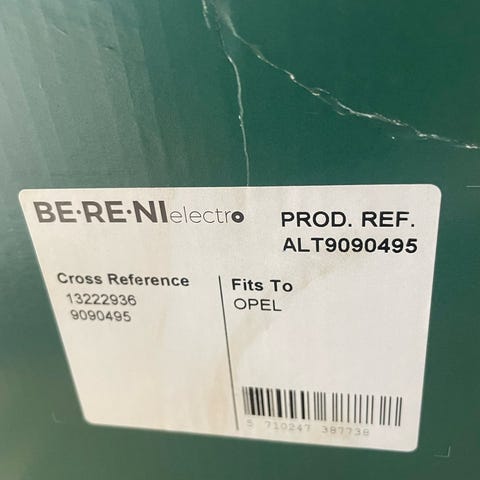 BE·RE·NI electro
PROD. REF.
ALT9090495
Cross Reference
13222936
9090495
Fits To
OPEL
5 710247 387738